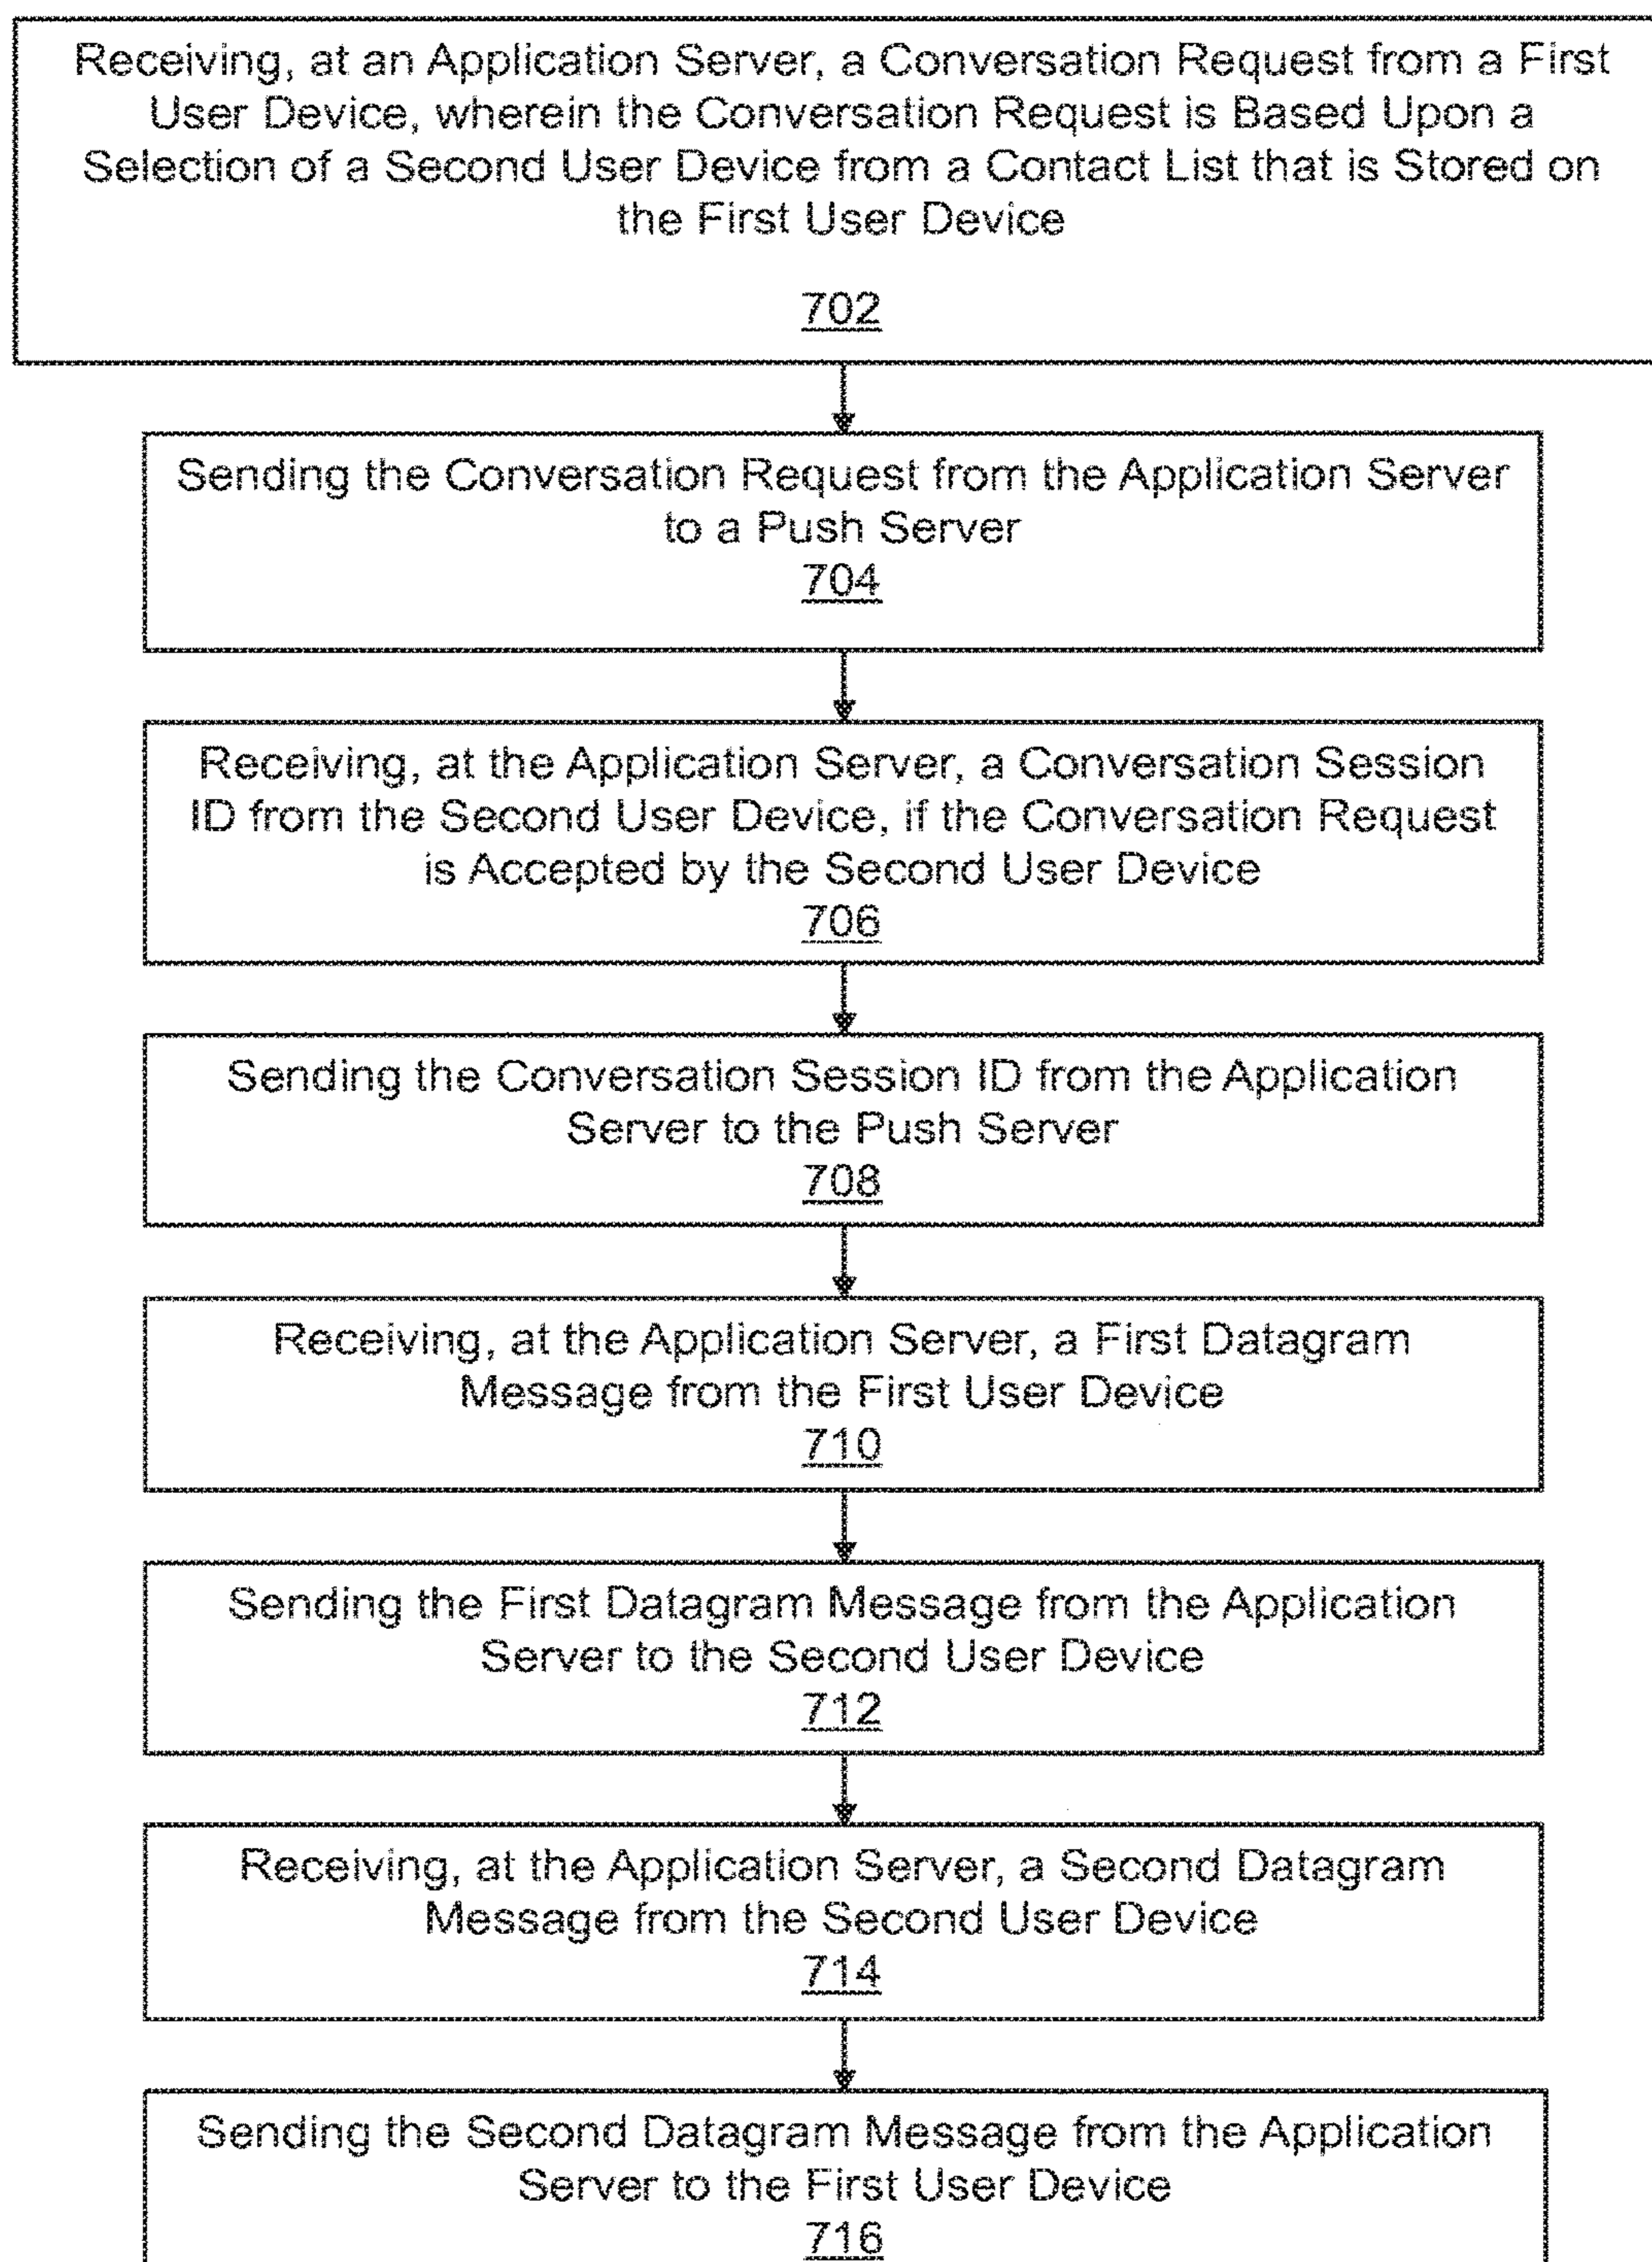 Receiving, at an Application Server, a Conversation Request from a First
User Device, wherein the Conversation Request is Based Upon a
Selection of a Second User Device from a Contact List that is Stored on
the First User Device
702
Sending the Conversation Request from the Application Server
to a Push Server
704
Receiving, at the Application Server, a Conversation Session
ID from the Second User Device, if the Conversation Request
is Accepted by the Second User Device
706
Sending the Conversation Session ID from the Application
Server to the Push Server
708
Receiving, at the Application Server, a First Datagram
Message from the First User Device
710
Sending the First Datagram Message from the Application
Server to the Second User Device
712
Receiving, at the Application Server, a Second Datagram
Message from the Second User Device
714
Sending the Second Datagram Message from the Application
Server to the First User Device
716